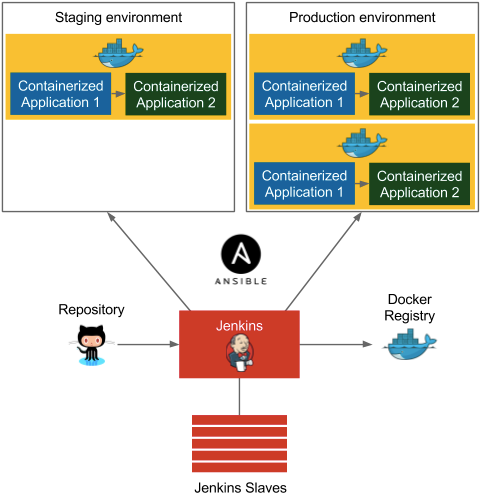 Staging environment
Containerized
Application 1
Containerized
Application 2
Production environment
Containerized
Application 1
Containerized
Application 2
Containerized
Application 1
Containerized
Application 2
ANSIBLE
Repository
Jenkins
Docker
Registry
Jenkins Slaves